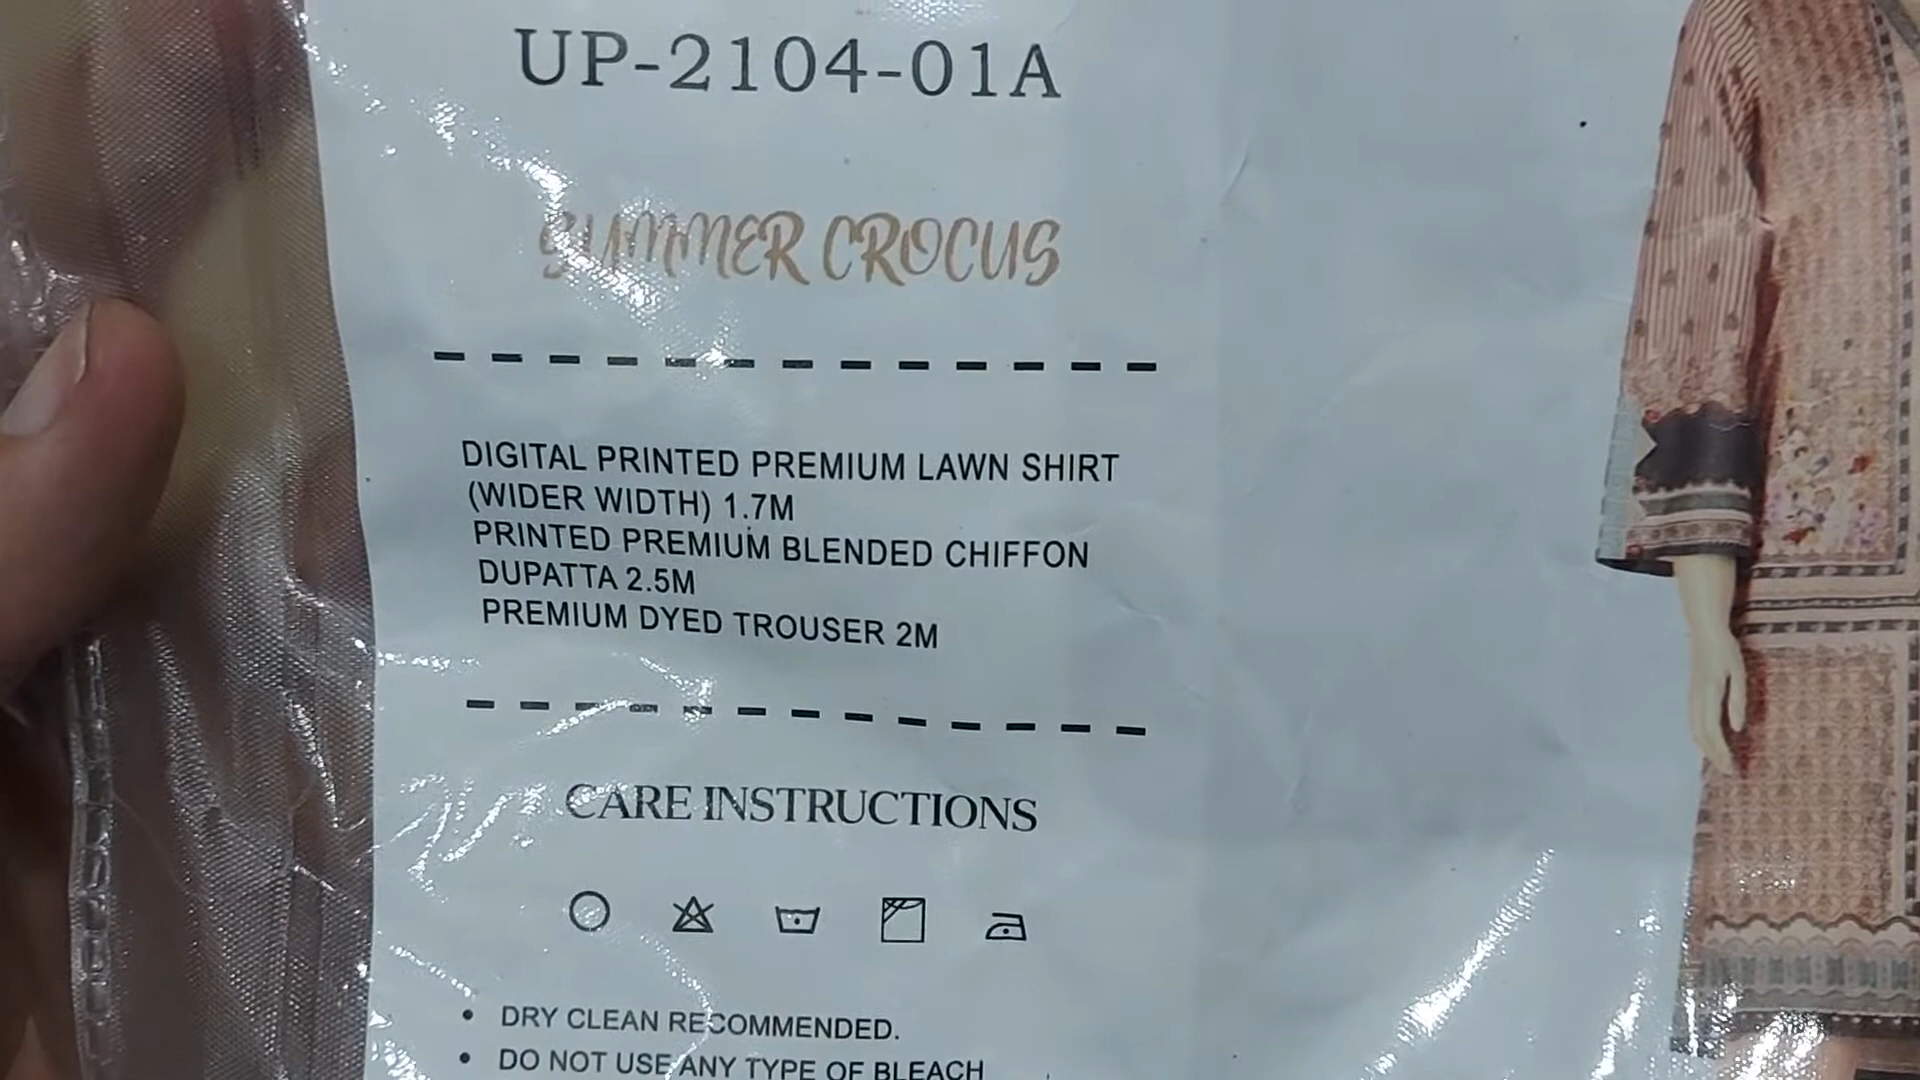 UP-2104-01A
SUMMER CROCUS
DIGITAL PRINTED PREMIUM LAWN SHIRT
(WIDER WIDTH) 1.7M
PRINTED PREMIUM BLENDED CHIFFON
DUPATTA 2.5M
PREMIUM DYED TROUSER 2M
CARE INSTRUCTIONS
• DRY CLEAN RECOMMENDED.
• DO NOT USE ANY TYPE OF BLEACH